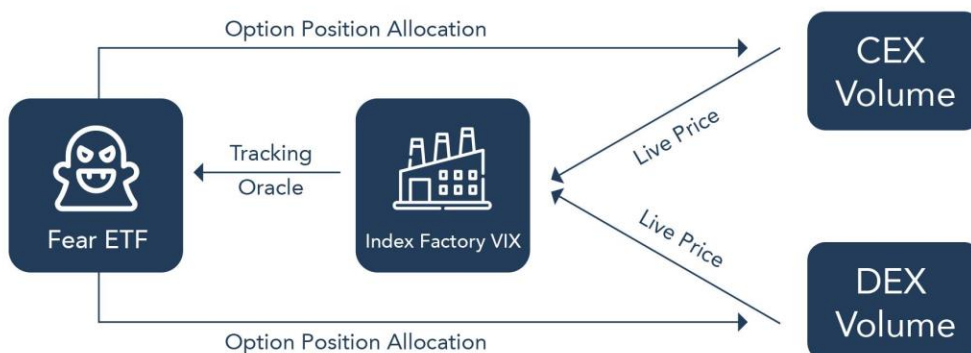 Option Position Allocation
CEX
Volume
Live Price
Tracking
Oracle
Fear ETF
Index Factory VIX
Live Price
DEX
Volume
Option Position Allocation